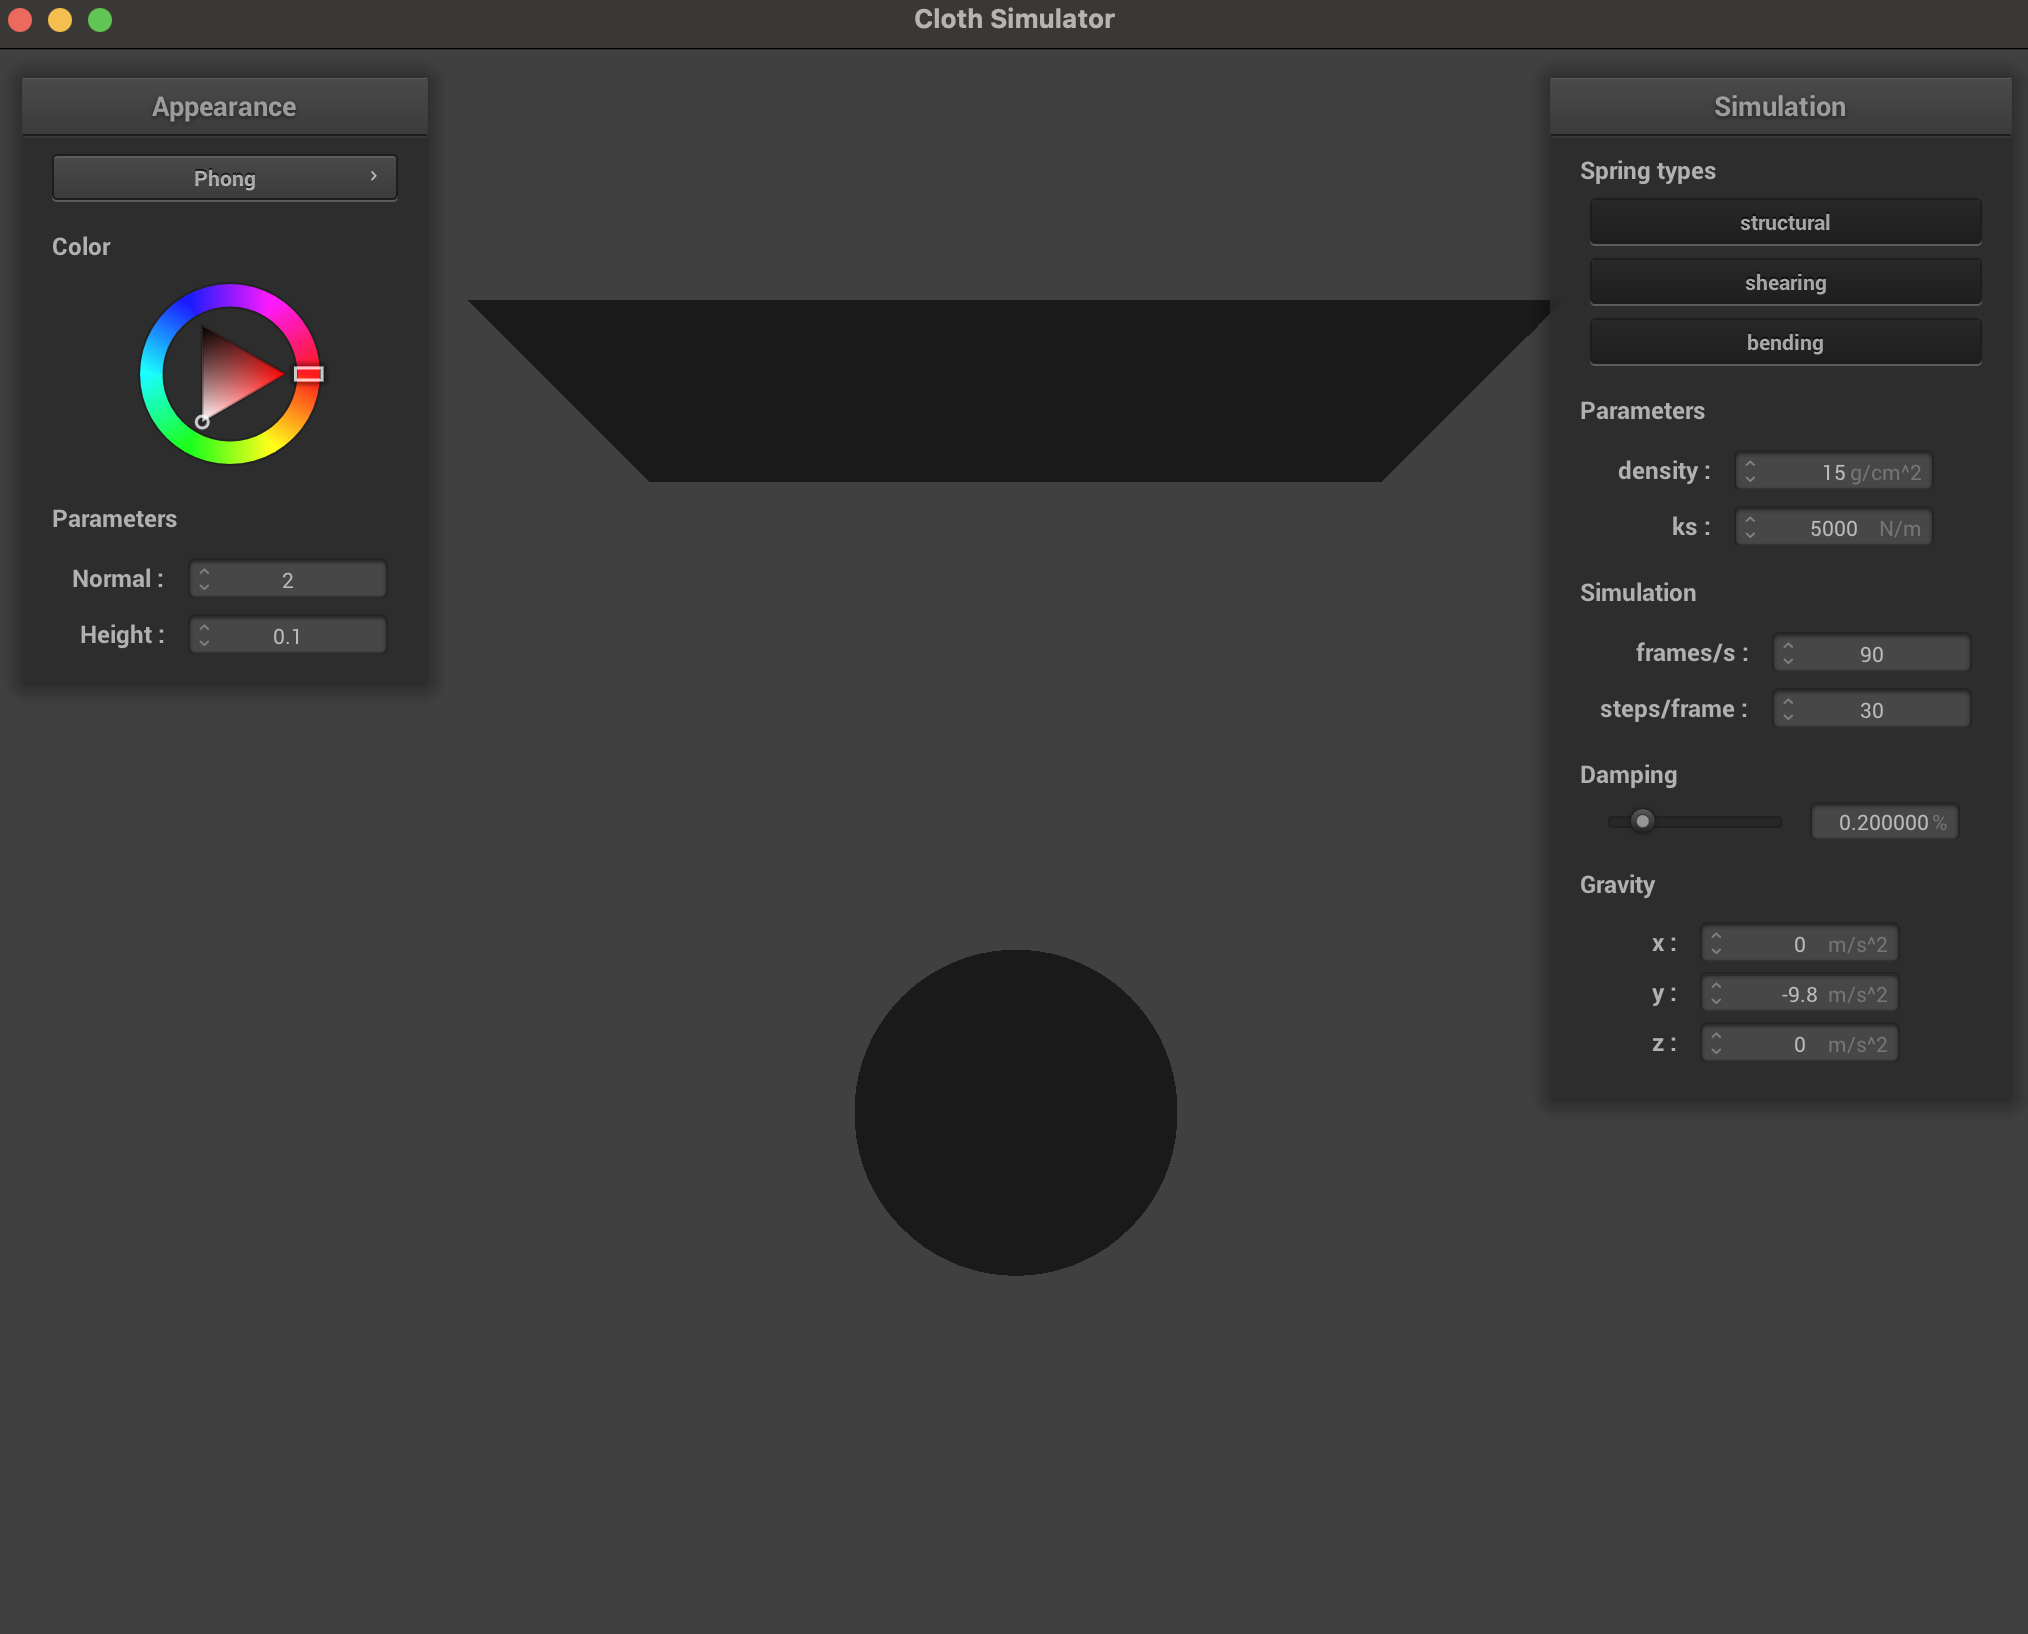 Cloth Simulator
Appearance
Phong
Color
Parameters
Normal : 2
Height : 0.1
Simulation
Spring types
structural
shearing
bending
Parameters
density : 15 g/cm^2
ks : 5000 N/m
Simulation
frames/s : 90
steps/frame : 30
Damping
0.200000 %
Gravity
x : 0 m/s^2
y : -9.8 m/s^2
z : 0 m/s^2